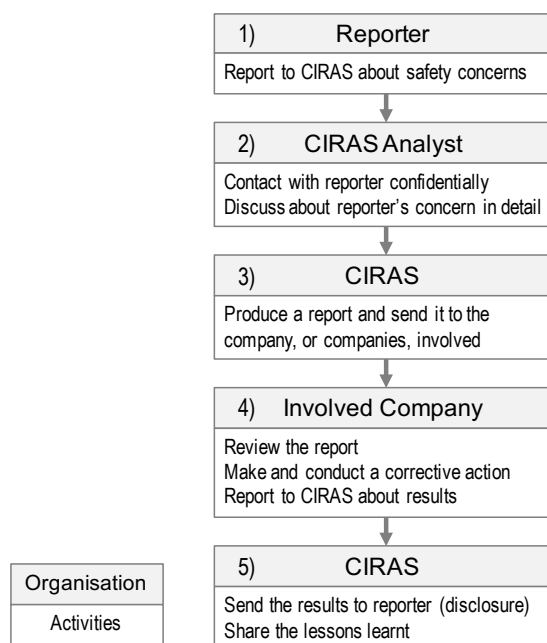 1) Reporter
Report to CIRAS about safety concerns
2) CIRAS Analyst
Contact with reporter confidentially
Discuss about reporter's concern in detail
3) CIRAS
Produce a report and send it to the
company, or companies, involved
4) Involved Company
Review the report
Make and conduct a corrective action
Report to CIRAS about results
5) CIRAS
Send the results to reporter (disclosure)
Share the lessons learnt
Organisation
Activities